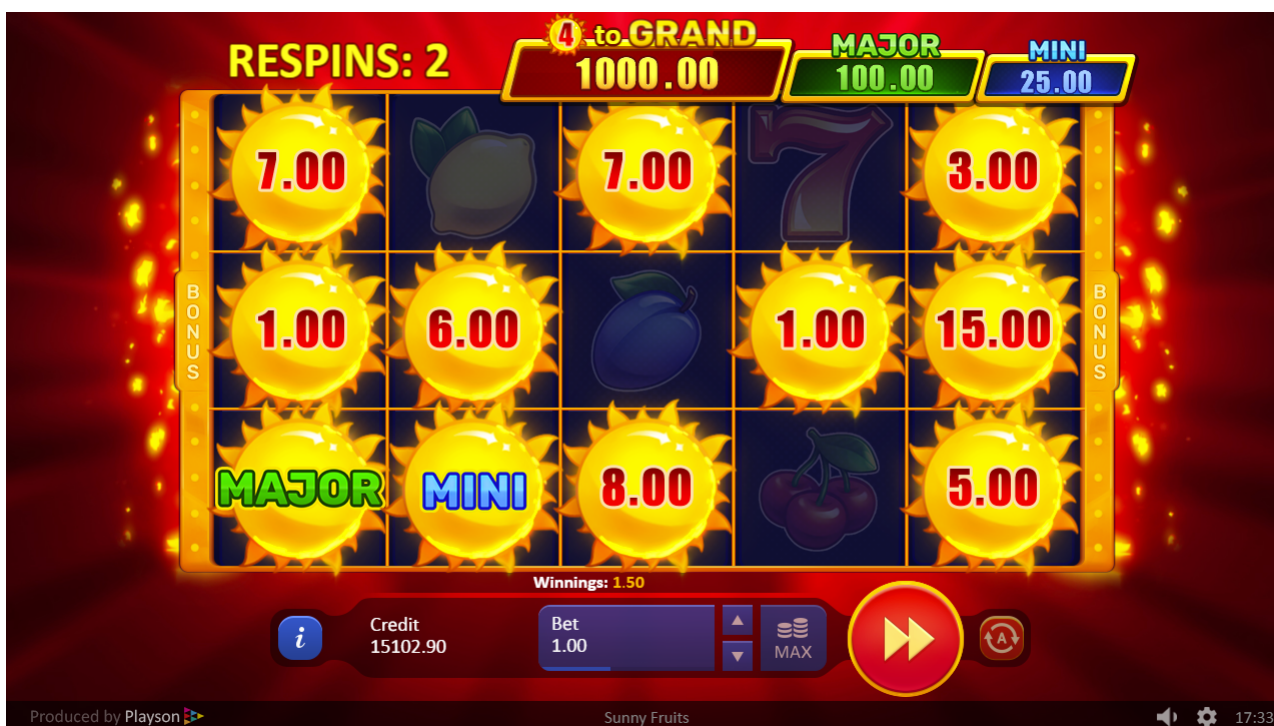 RESPINS: 2
4 to GRAND
1000.00
MAJOR
100.00
MINI
25.00
7.00
7.00
3.00
BONUS
1.00
6.00
1.00
15.00
BONUS
MAJOR
MINI
8.00
5.00
Winnings: 1.50
i
Credit
15102.90
Bet
1.00
MAX
A
Produced by Playson
Sunny Fruits
17:33